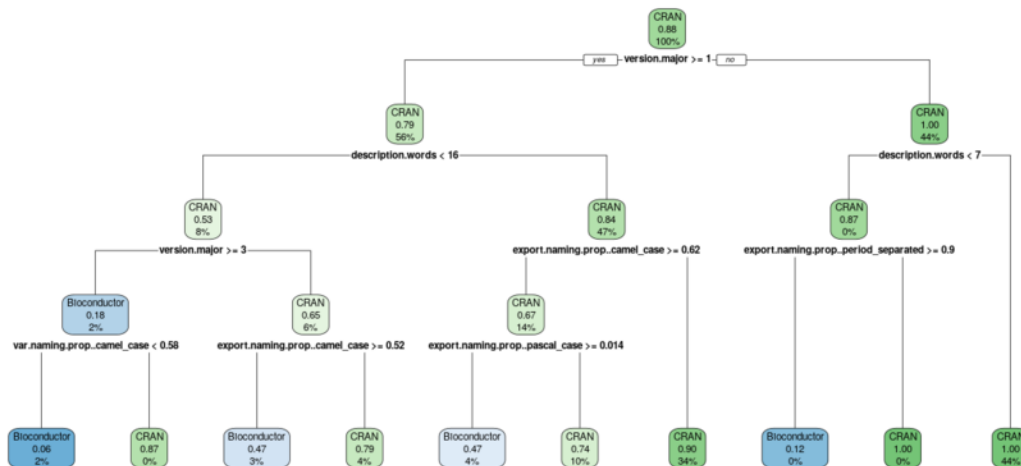 CRAN
0.88
100%
yes version.major >= 1 no
CRAN
0.79
56%
CRAN
1.00
44%
description.words < 16
description.words < 7
CRAN
0.53
8%
CRAN
0.84
47%
CRAN
0.87
0%
version.major >= 3
export.naming.prop..camel_case >= 0.62
export.naming.prop..period_separated >= 0.9
Bioconductor
0.18
2%
CRAN
0.65
6%
CRAN
0.67
14%
var.naming.prop..camel_case < 0.58
export.naming.prop..camel_case >= 0.52
export.naming.prop..pascal_case >= 0.014
Bioconductor
0.06
2%
CRAN
0.87
0%
Bioconductor
0.47
3%
CRAN
0.79
4%
Bioconductor
0.47
4%
CRAN
0.74
10%
CRAN
0.90
34%
Bioconductor
0.12
0%
CRAN
1.00
0%
CRAN
1.00
44%